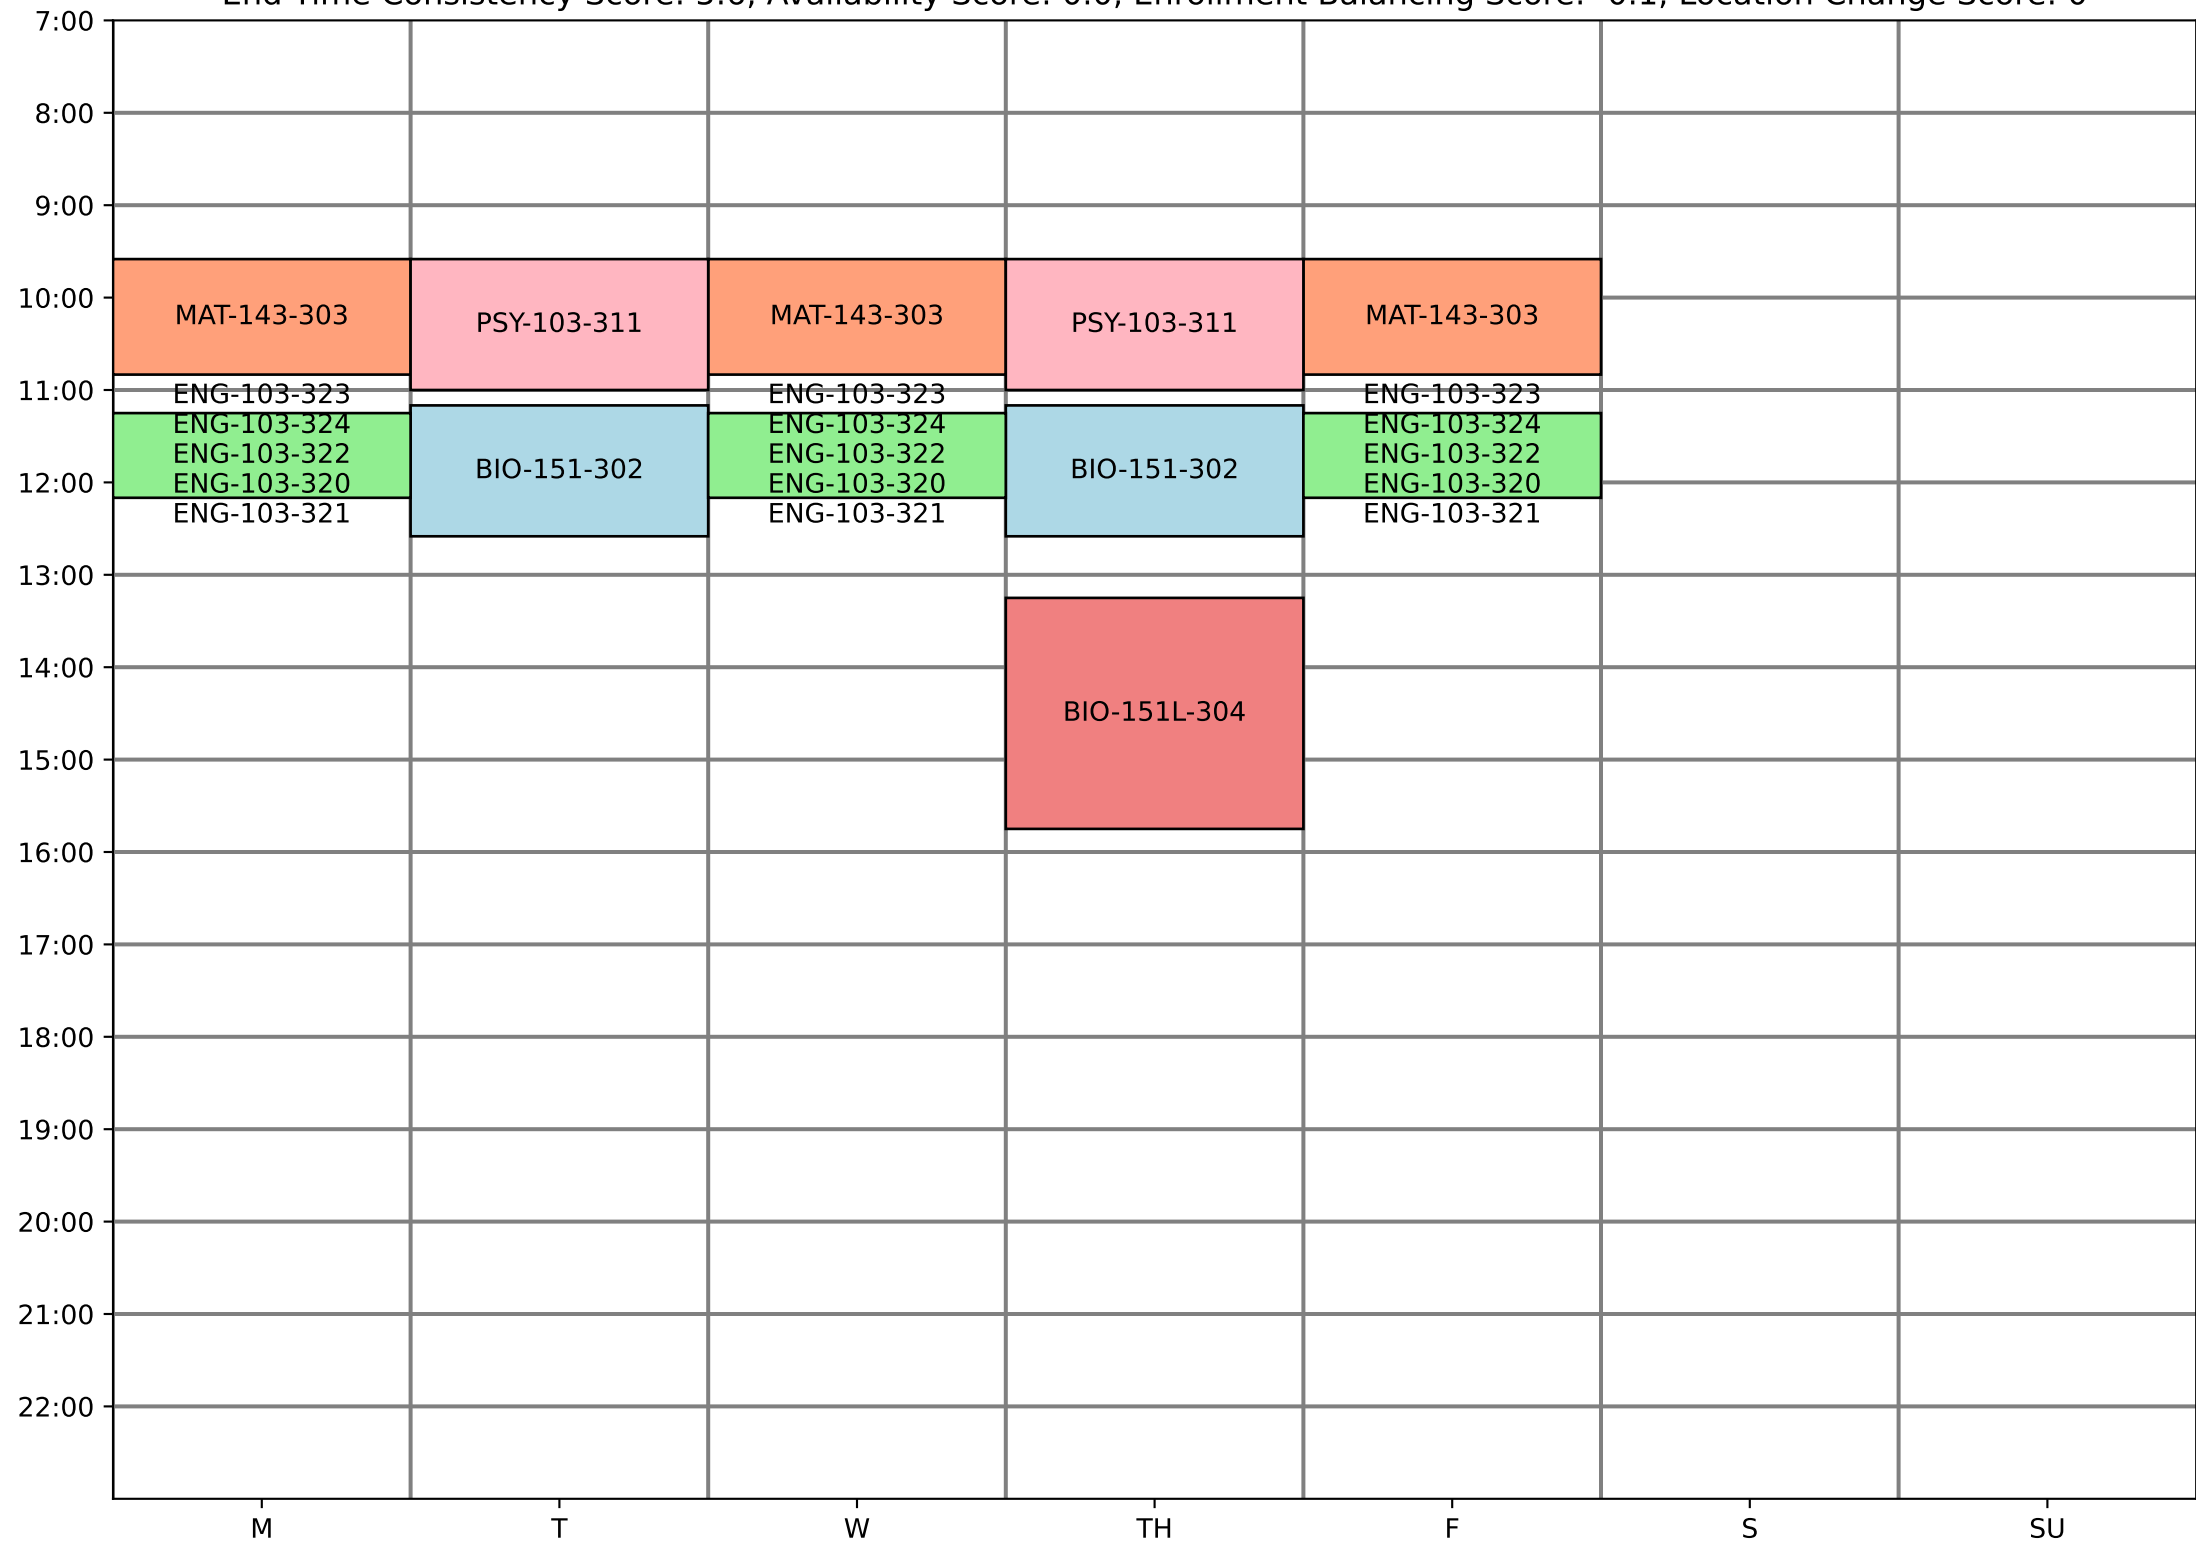 7:00
8:00
9:00
10:00
11:00
12:00
13:00
14:00
15:00
16:00
17:00
18:00
19:00
20:00
21:00
22:00
MAT-143-303
PSY-103-311
MAT-143-303
PSY-103-311
MAT-143-303
ENG-103-323
ENG-103-324
ENG-103-322
ENG-103-320
ENG-103-321
BIO-151-302
ENG-103-323
ENG-103-324
ENG-103-322
ENG-103-320
ENG-103-321
BIO-151-302
ENG-103-323
ENG-103-324
ENG-103-322
ENG-103-320
ENG-103-321
BIO-151L-304
M
T
W
TH
F
S
SU